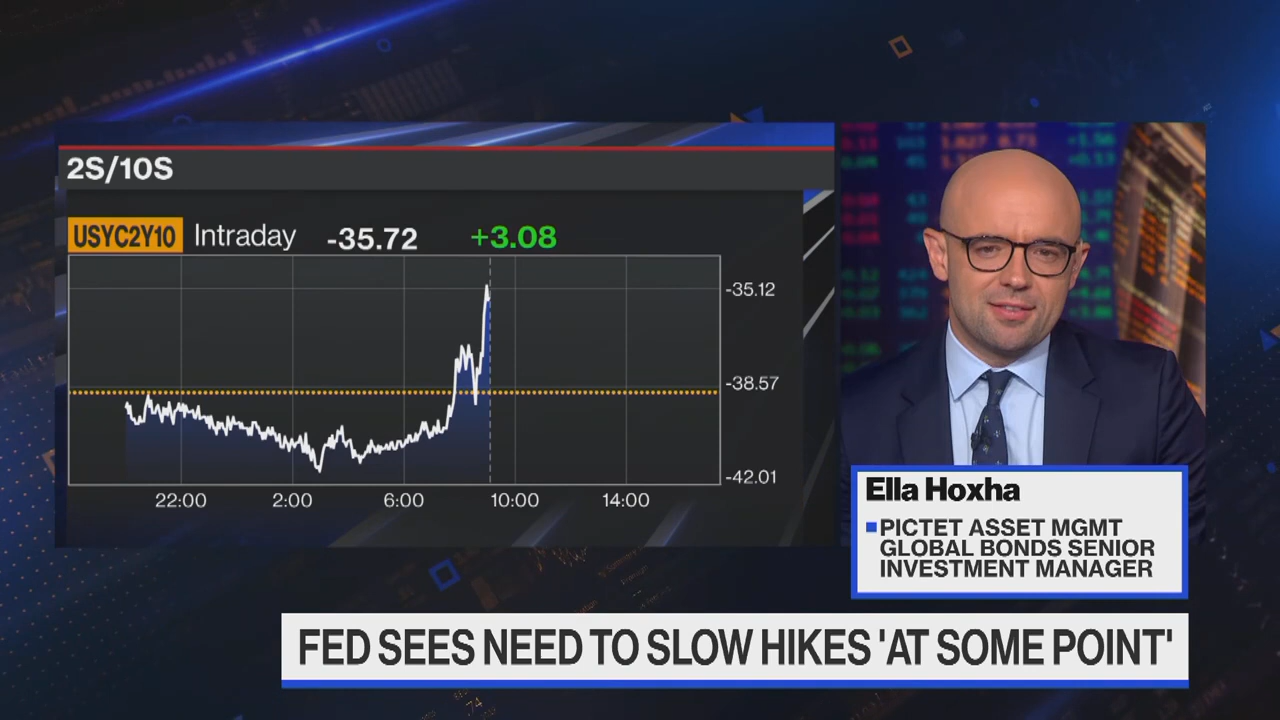 2S/10S
USYC2Y10 Intraday -35.72 +3.08
-35.12
-38.57
-42.01
22:00 2:00 6:00 10:00 14:00
Ella Hoxha
PICTET ASSET MGMT
GLOBAL BONDS SENIOR
INVESTMENT MANAGER
FED SEES NEED TO SLOW HIKES 'AT SOME POINT'